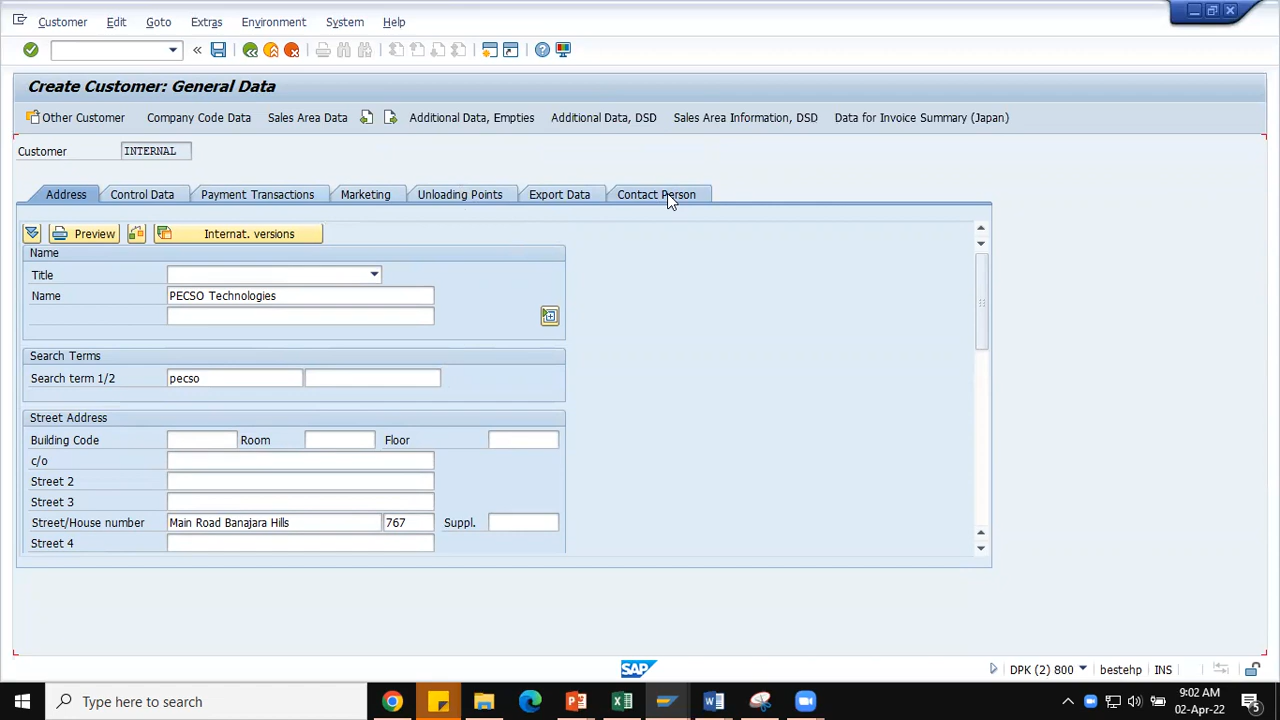 Customer Edit Goto Extras Environment System Help
Create Customer: General Data
Other Customer Company Code Data Sales Area Data Additional Data, Empties Additional Data, DSD Sales Area Information, DSD Data for Invoice Summary (Japan)
Customer INTERNAL
Address Control Data Payment Transactions Marketing Unloading Points Export Data Contact Person
Preview Internat. versions
Name
Title
Name PECSO Technologies
Search Terms
Search term 1/2 pecso
Street Address
Building Code Room Floor
c/o
Street 2
Street 3
Street/House number Main Road Banajara Hills 767 Suppl.
Street 4
SAP DPK (2) 800 bestehp INS
Type here to search
9:02 AM
02-Apr-22 5